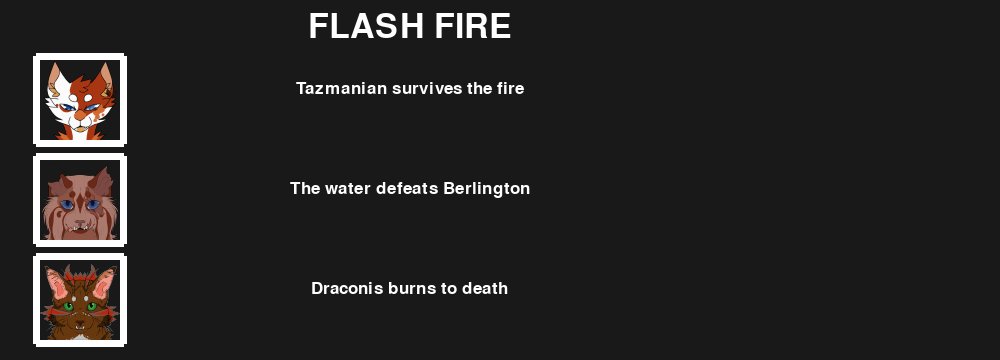 FLASH FIRE
Tazmanian survives the fire
The water defeats Berlington
Draconis burns to death